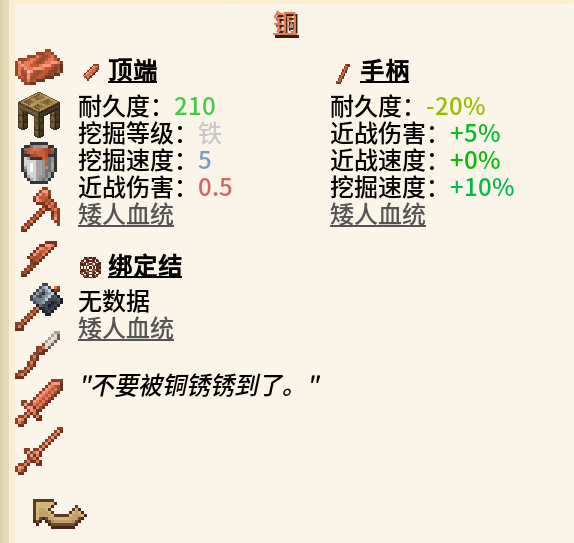 铜
顶端
耐久度：210
挖掘等级：铁
挖掘速度：5
近战伤害：0.5
矮人血统
手柄
耐久度：-20%
近战伤害：+5%
近战速度：+0%
挖掘速度：+10%
矮人血统
绑定结
无数据
矮人血统
"不要被铜锈锈到了。"